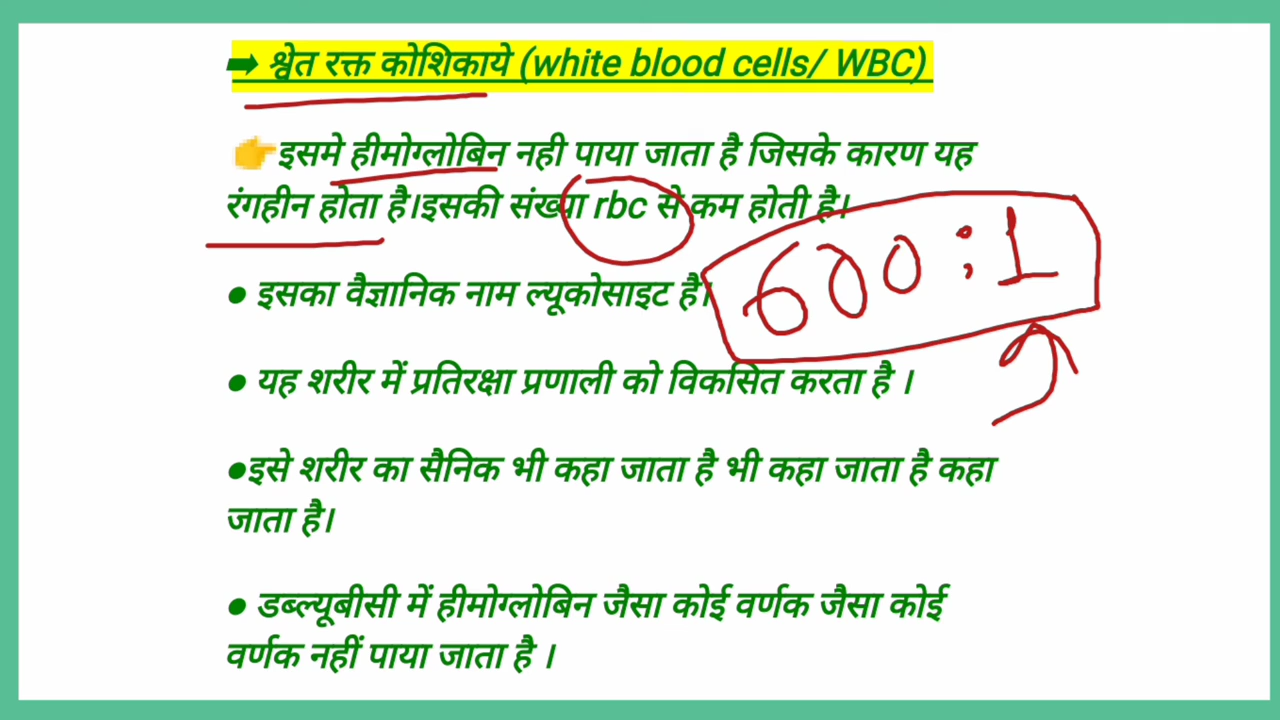 ➡ श्वेत रक्त कोशिकाये (white blood cells/ WBC)
👉इसमे हीमोग्लोबिन नही पाया जाता है जिसके कारण यह
रंगहीन होता है।इसकी संख्या rbc से कम होती है।
600 : 1
● इसका वैज्ञानिक नाम ल्यूकोसाइट है।
● यह शरीर में प्रतिरक्षा प्रणाली को विकसित करता है ।
●इसे शरीर का सैनिक भी कहा जाता है भी कहा जाता है कहा
जाता है।
● डब्ल्यूबीसी में हीमोग्लोबिन जैसा कोई वर्णक जैसा कोई
वर्णक नहीं पाया जाता है ।